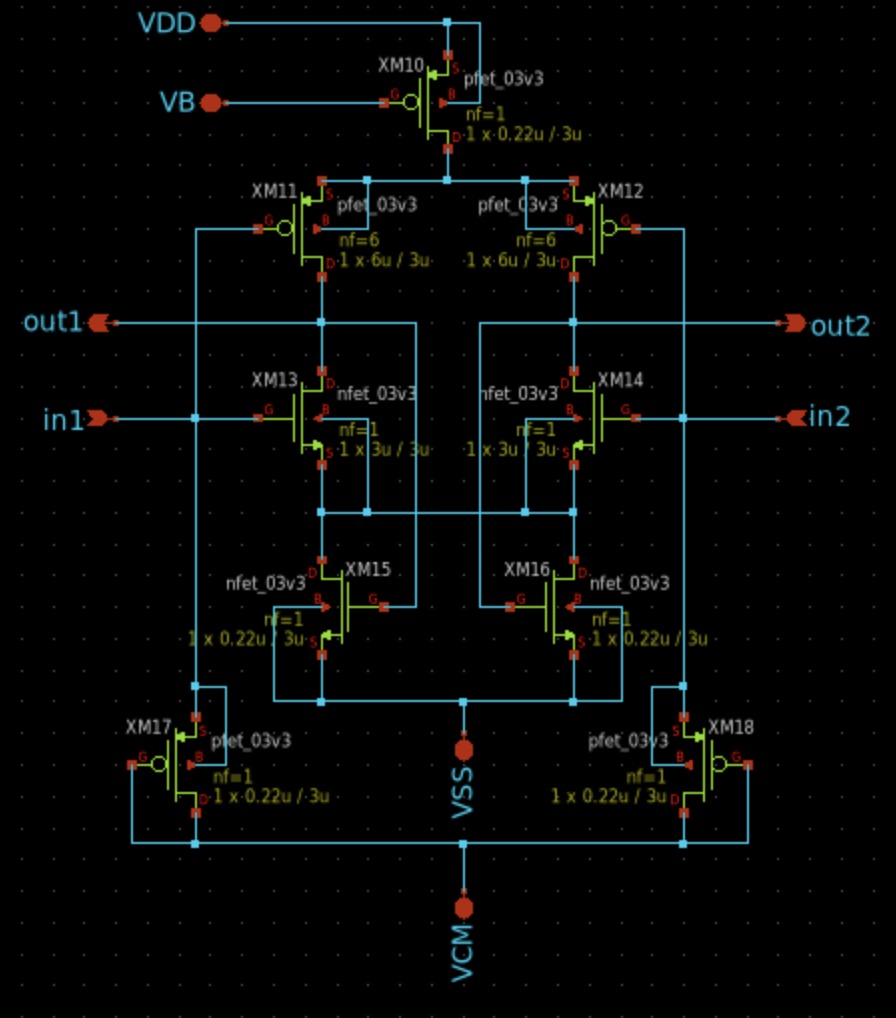 VDD
XM10
S
pfet_03v3
VB
G
B
nf=1
D
1 x 0.22u / 3u
XM11
S
pfet_03v3
G
B
nf=6
D
1 x 6u / 3u
XM12
S
pfet_03v3
G
B
nf=6
D
1 x 6u / 3u
out1
out2
XM13
D
nfet_03v3
in1
G
B
nf=1
S
1 x 3u / 3u
XM14
D
nfet_03v3
G
B
nf=1
S
1 x 3u / 3u
in2
XM15
D
nfet_03v3
B
G
nf=1
S
1 x 0.22u / 3u
XM16
D
nfet_03v3
G
B
nf=1
S
1 x 0.22u / 3u
XM17
S
pfet_03v3
G
B
nf=1
D
1 x 0.22u / 3u
VSS
XM18
S
pfet_03v3
B
G
nf=1
D
1 x 0.22u / 3u
VCM